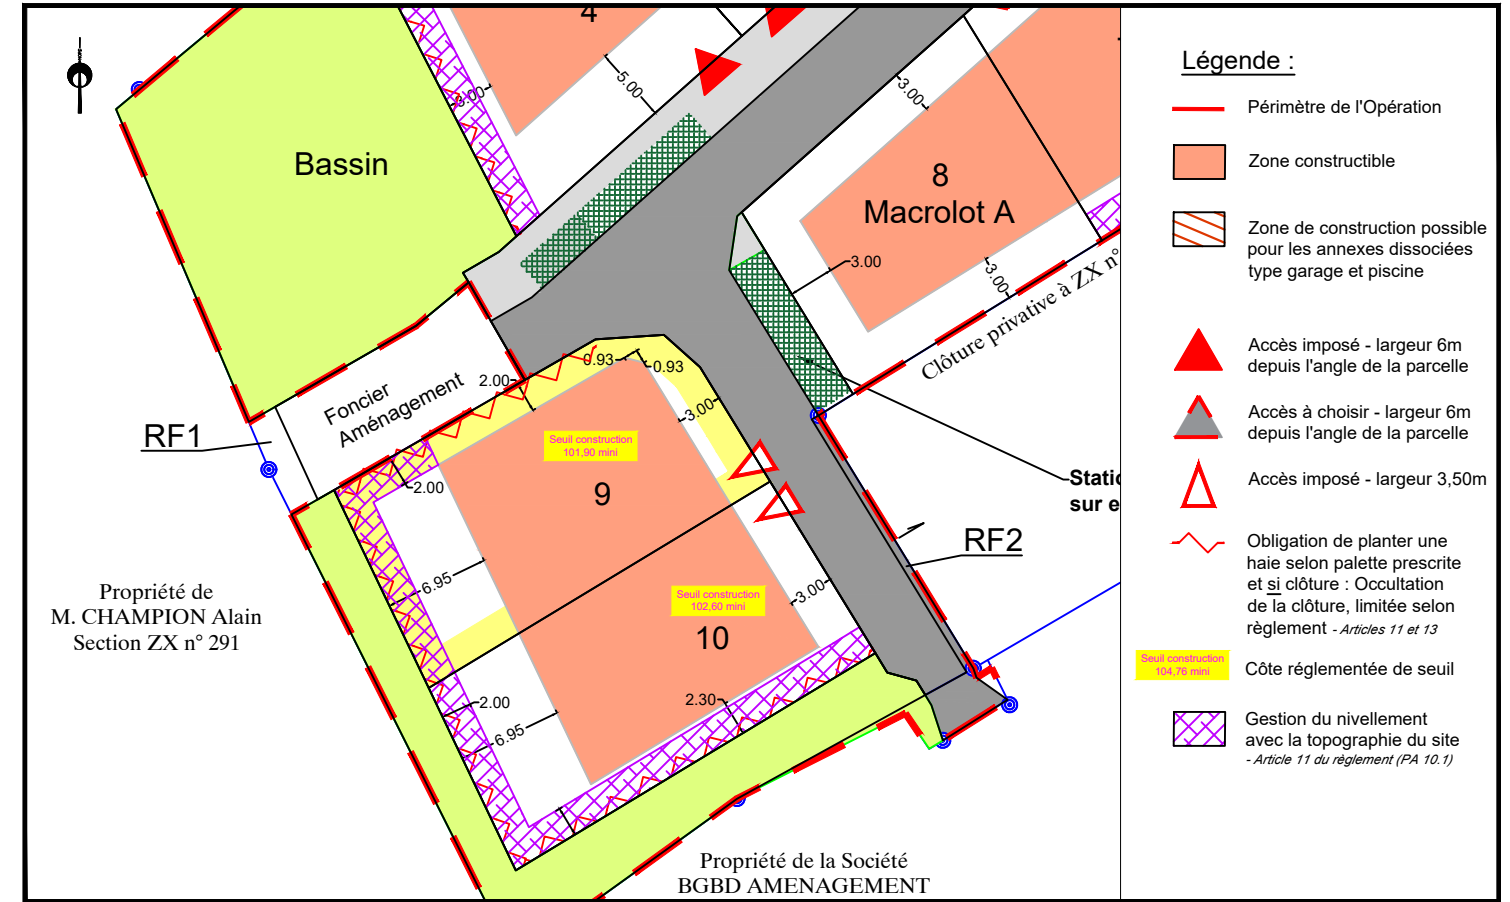 4
-5.00
-3.00
-3.00
Bassin
8
Macrolot A
-3.00
-3.00
Clôture privative à ZX n°
Foncier
Aménagement
2.00
0.93
0.93
-3.00
RF1
-2.00
Seuil construction
101,90 mini
9
Static
sur e
RF2
-6.95
-3.00
Seuil construction
102,60 mini
10
Propriété de
M. CHAMPION Alain
Section ZX n° 291
-2.00
-6.95
2.30
Propriété de la Société
BGBD AMENAGEMENT
Légende :
Périmètre de l'Opération
Zone constructible
Zone de construction possible
pour les annexes dissociées
type garage et piscine
Accès imposé - largeur 6m
depuis l'angle de la parcelle
Accès à choisir - largeur 6m
depuis l'angle de la parcelle
Accès imposé - largeur 3,50m
Obligation de planter une
haie selon palette prescrite
et si clôture : Occultation
de la clôture, limitée selon
règlement - Articles 11 et 13
Seuil construction
104,76 mini
Côte réglementée de seuil
Gestion du nivellement
avec la topographie du site
- Article 11 du règlement (PA 10.1)